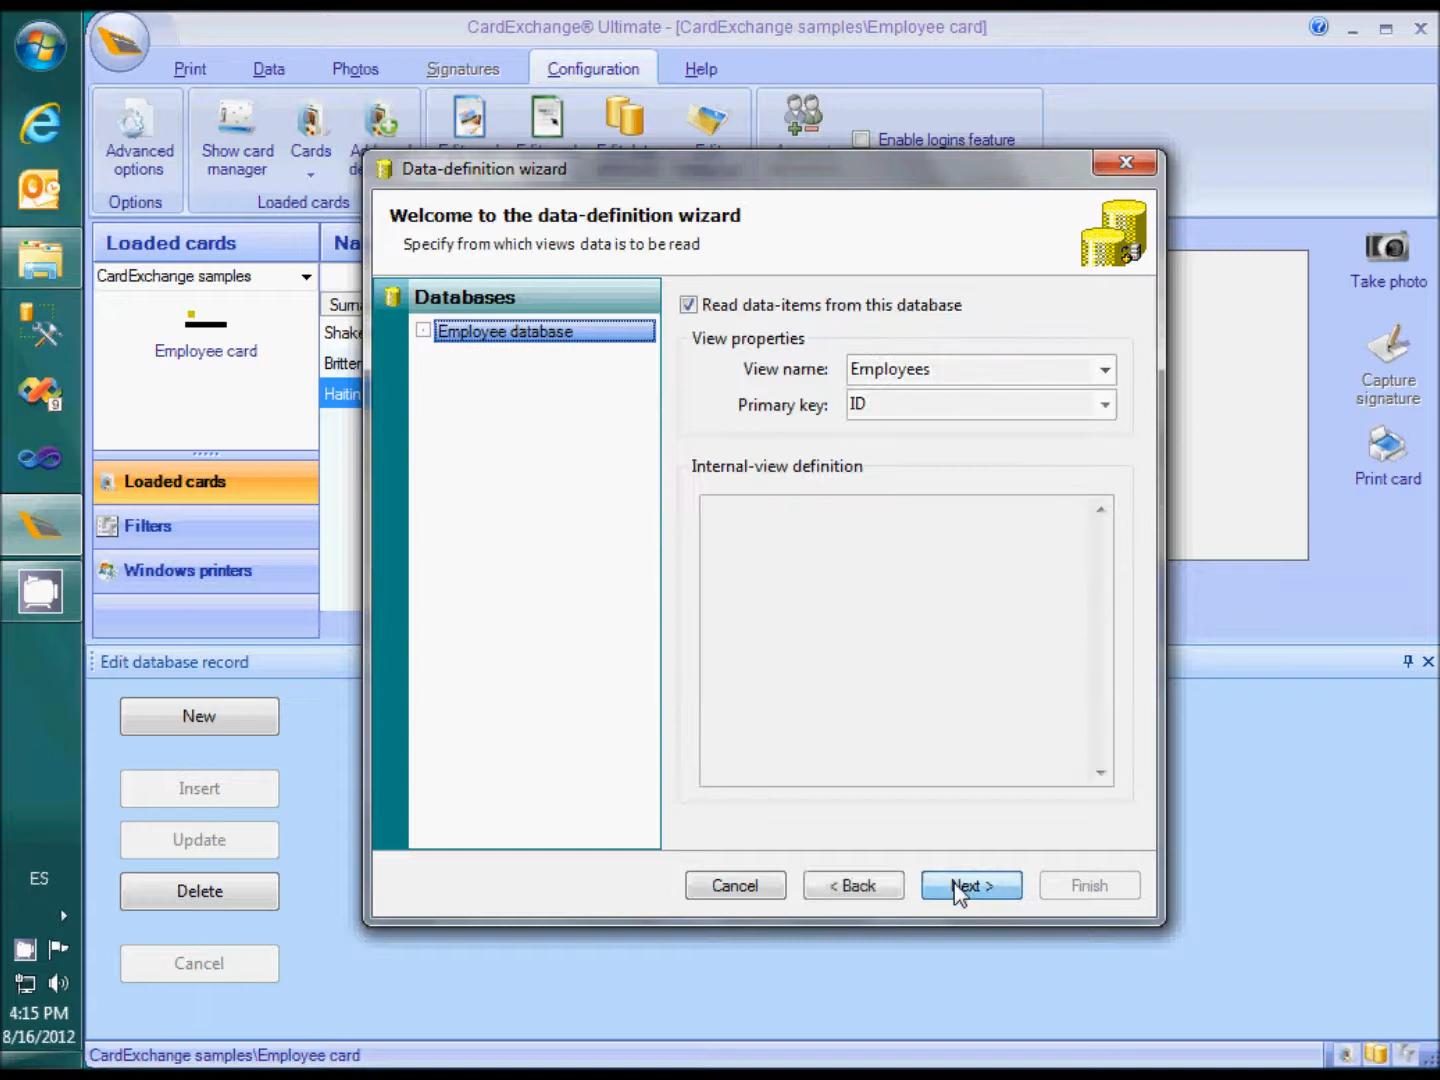 CardExchange® Ultimate - [CardExchange samples\Employee card]
Print
Data
Photos
Signatures
Configuration
Help
Advanced
options
Show card
manager
Cards
Enable logins feature
Options
Loaded cards
Data-definition wizard
Welcome to the data-definition wizard
Specify from which views data is to be read
Loaded cards
CardExchange samples
Employee card
Loaded cards
Filters
Windows printers
Databases
Employee database
Read data-items from this database
View properties
View name:
Employees
Primary key:
ID
Internal-view definition
Cancel
< Back
Next >
Finish
Take photo
Capture
signature
Print card
Edit database record
New
Insert
Update
Delete
Cancel
CardExchange samples\Employee card
9
ES
4:15 PM
8/16/2012